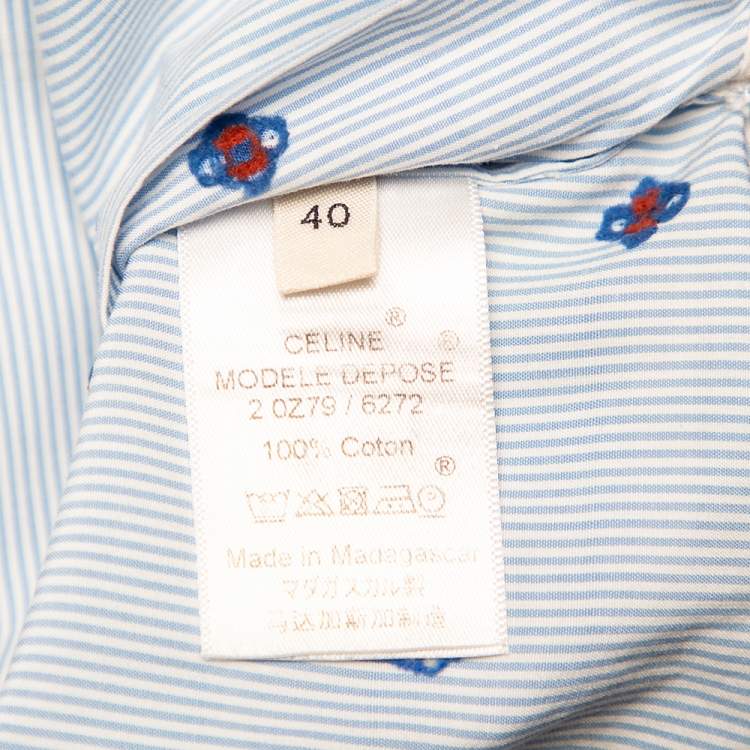 40
CÉLINE®
MODELE DEPOSE
2 0Z79 / 6272
100% Coton
®
Made in Madagascar
マダガスカル製
马达加斯加制造